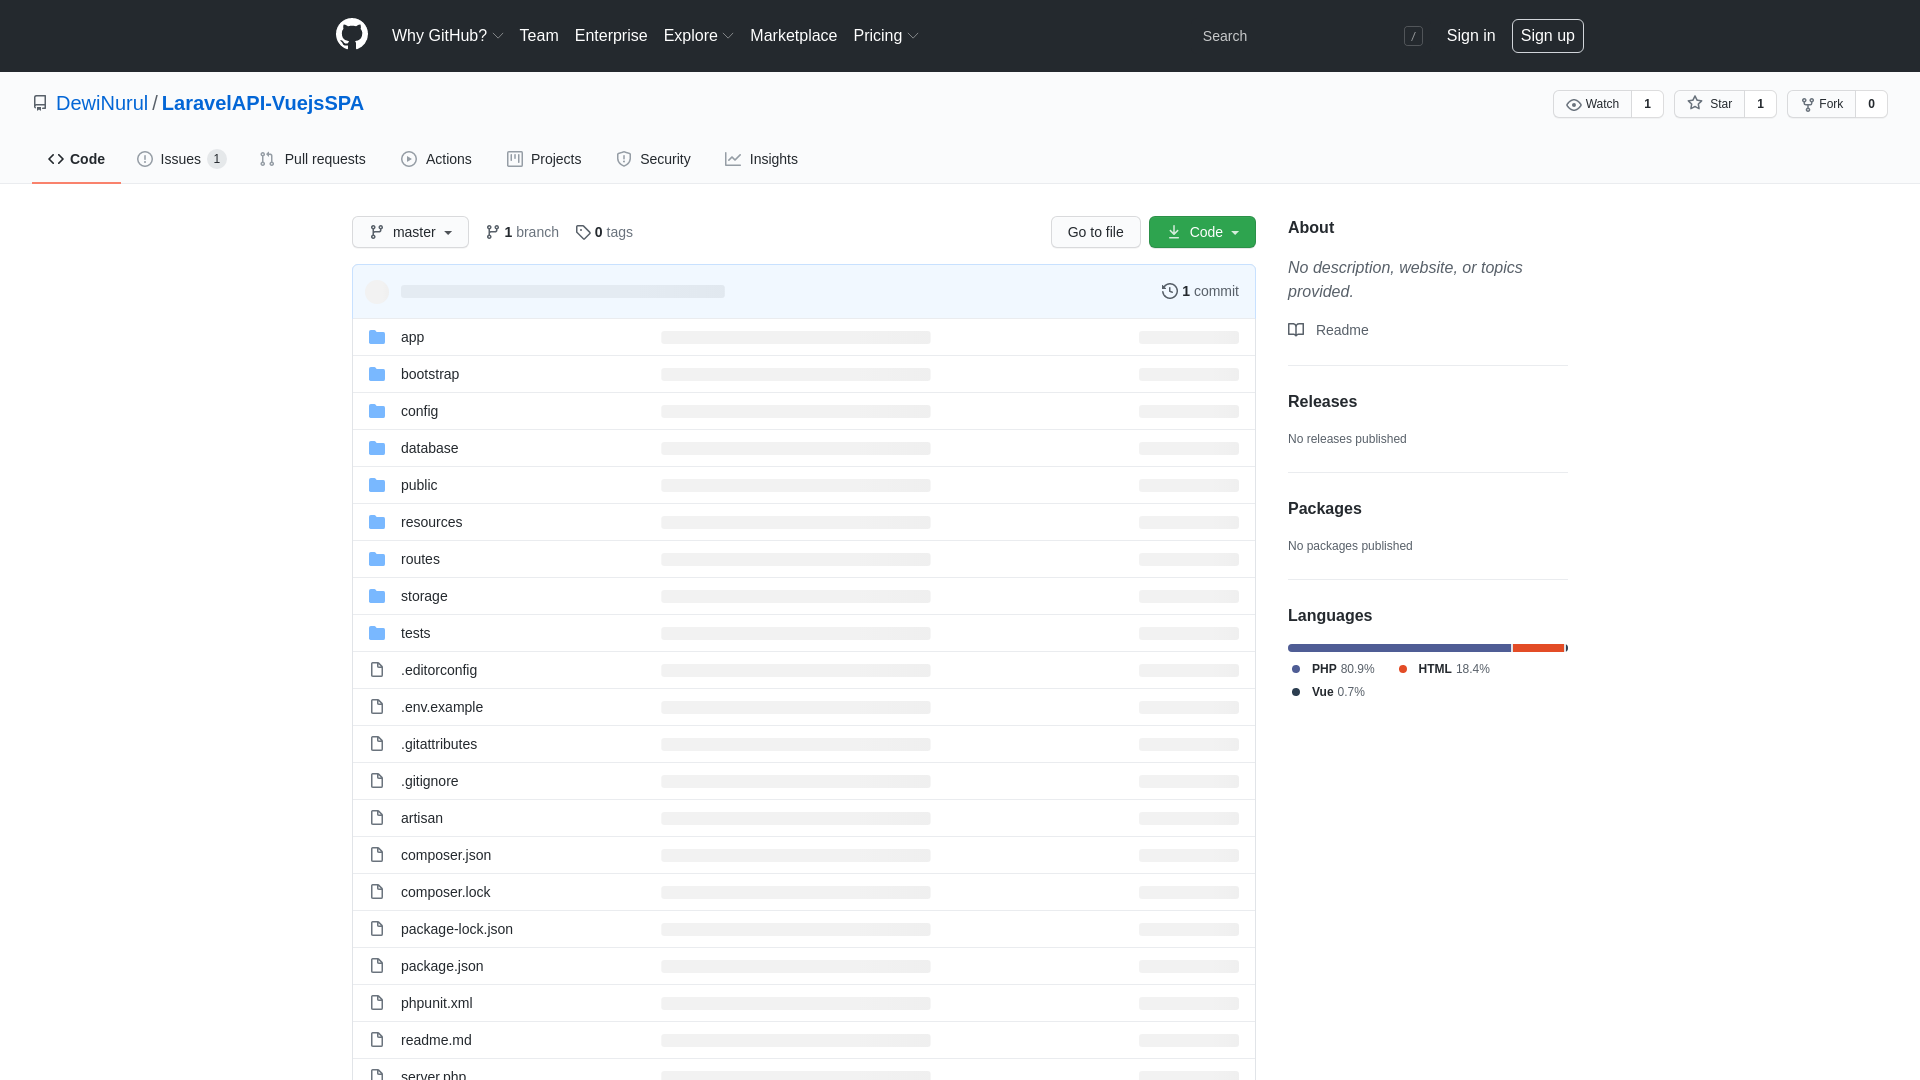 Why GitHub? Team Enterprise Explore Marketplace Pricing Search / Sign in Sign up
DewiNurul / LaravelAPI-VuejsSPA Watch 1 Star 1 Fork 0
Code Issues 1 Pull requests Actions Projects Security Insights
master 1 branch 0 tags Go to file Code
1 commit
app
bootstrap
config
database
public
resources
routes
storage
tests
.editorconfig
.env.example
.gitattributes
.gitignore
artisan
composer.json
composer.lock
package-lock.json
package.json
phpunit.xml
readme.md
server.php
About
No description, website, or topics
provided.
Readme
Releases
No releases published
Packages
No packages published
Languages
PHP 80.9% HTML 18.4%
Vue 0.7%